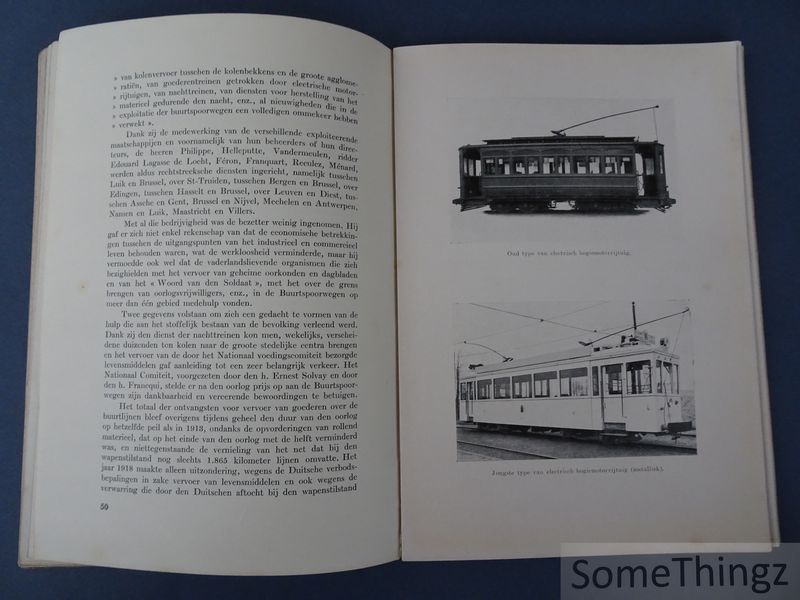 » van kolenvervoer tusschen de kolenbekkens en de groote agglome-
» ratiën, van goederentreinen getrokken door electrische motor-
» rijtuigen, van nachttreinen, van diensten voor herstelling van het
» materieel gedurende den nacht, enz., al nieuwigheden die in de
» exploitatie der buurtspoorwegen een volledigen ommekeer hebben
» verwekt ».
Dank zij de medewerking van de verschillende exploiteerende
maatschappijen en voornamelijk van hun beheerders of hun direc-
teurs, de heeren Philippe, Helleputte, Vandermeulen, ridder
Edouard Lagasse de Locht, Féron, Franquart, Reculez, Ménard,
werden aldus rechtstreeksche diensten ingericht, namelijk tusschen
Luik en Brussel, over St-Truiden, tusschen Bergen en Brussel, over
Edingen, tusschen Hasselt en Brussel, over Leuven en Diest, tus-
schen Assche en Gent, Brussel en Nijvel, Mechelen en Antwerpen,
Namen en Luik, Maastricht en Villers.
Met al die bedrijvigheid was de bezetter weinig ingenomen. Hij
gaf er zich niet enkel rekenschap van dat de economische betrekkin-
gen tusschen de uitgangspunten van het industrieel en commercieel
leven behouden waren, wat de werkloosheid verminderde, maar hij
vermoedde ook wel dat de vaderlandslievende organismen die zich
bezighielden met het vervoer van geheime oorkonden en dagbladen
en van het « Woord van den Soldaat », met het over de grens
brengen van oorlogsvrijwilligers, enz., in de Buurtspoorwegen op
meer dan één gebied medehulp vonden.
Twee gegevens volstaan om zich een gedacht te vormen van de
hulp die aan het stoffelijk bestaan van de bevolking verleend werd.
Dank zij den dienst der nachttreinen kon men, wekelijks, verschei-
dene duizenden ton kolen naar de groote stedelijke centra brengen
en het vervoer van de door het Nationaal voedingscomiteit bezorgde
levensmiddelen gaf aanleiding tot een zeer belangrijk verkeer. Het
Nationaal Comiteit, voorgezeten door den h. Ernest Solvay en door
den h. Francqui, stelde er na den oorlog prijs op aan de Buurtspoor-
wegen zijn dankbaarheid en vereerende bewoordingen te betuigen.
Het totaal der ontvangsten voor vervoer van goederen over de
buurtlijnen bleef overigens tijdens geheel den duur van den oorlog
op hetzelfde peil als in 1913, ondanks de opvorderingen van rollend
materieel, dat op het einde van den oorlog met de helft verminderd
was, en niettegenstaande de vernieling van het net dat bij den
wapenstilstand nog slechts 1.865 kilometer lijnen omvatte. Het
jaar 1918 maakte alleen uitzondering, wegens de Duitsche verbods-
bepalingen in zake vervoer van levensmiddelen en ook wegens de
verwarring die door den Duitschen aftocht bij den wapenstilstand
50
Oud type van electrisch bogiemotorrijtuig.
Jongste type van electrisch bogiemotorrijtuig (metallink).
SomeThingz